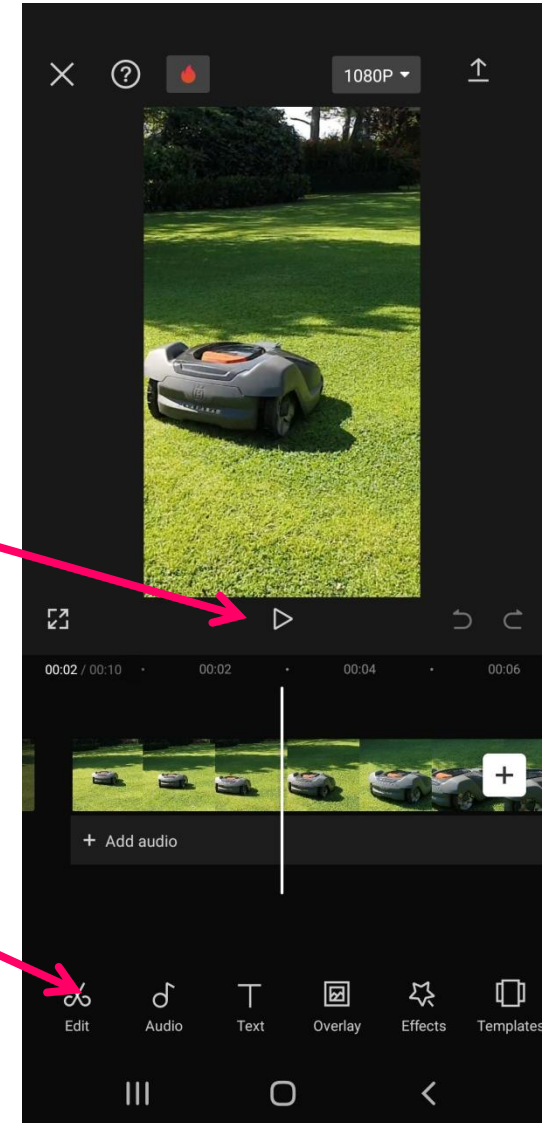 1080P
00:02 / 00:10 00:02 00:04 00:06
+ Add audio
Edit Audio Text Overlay Effects Templates